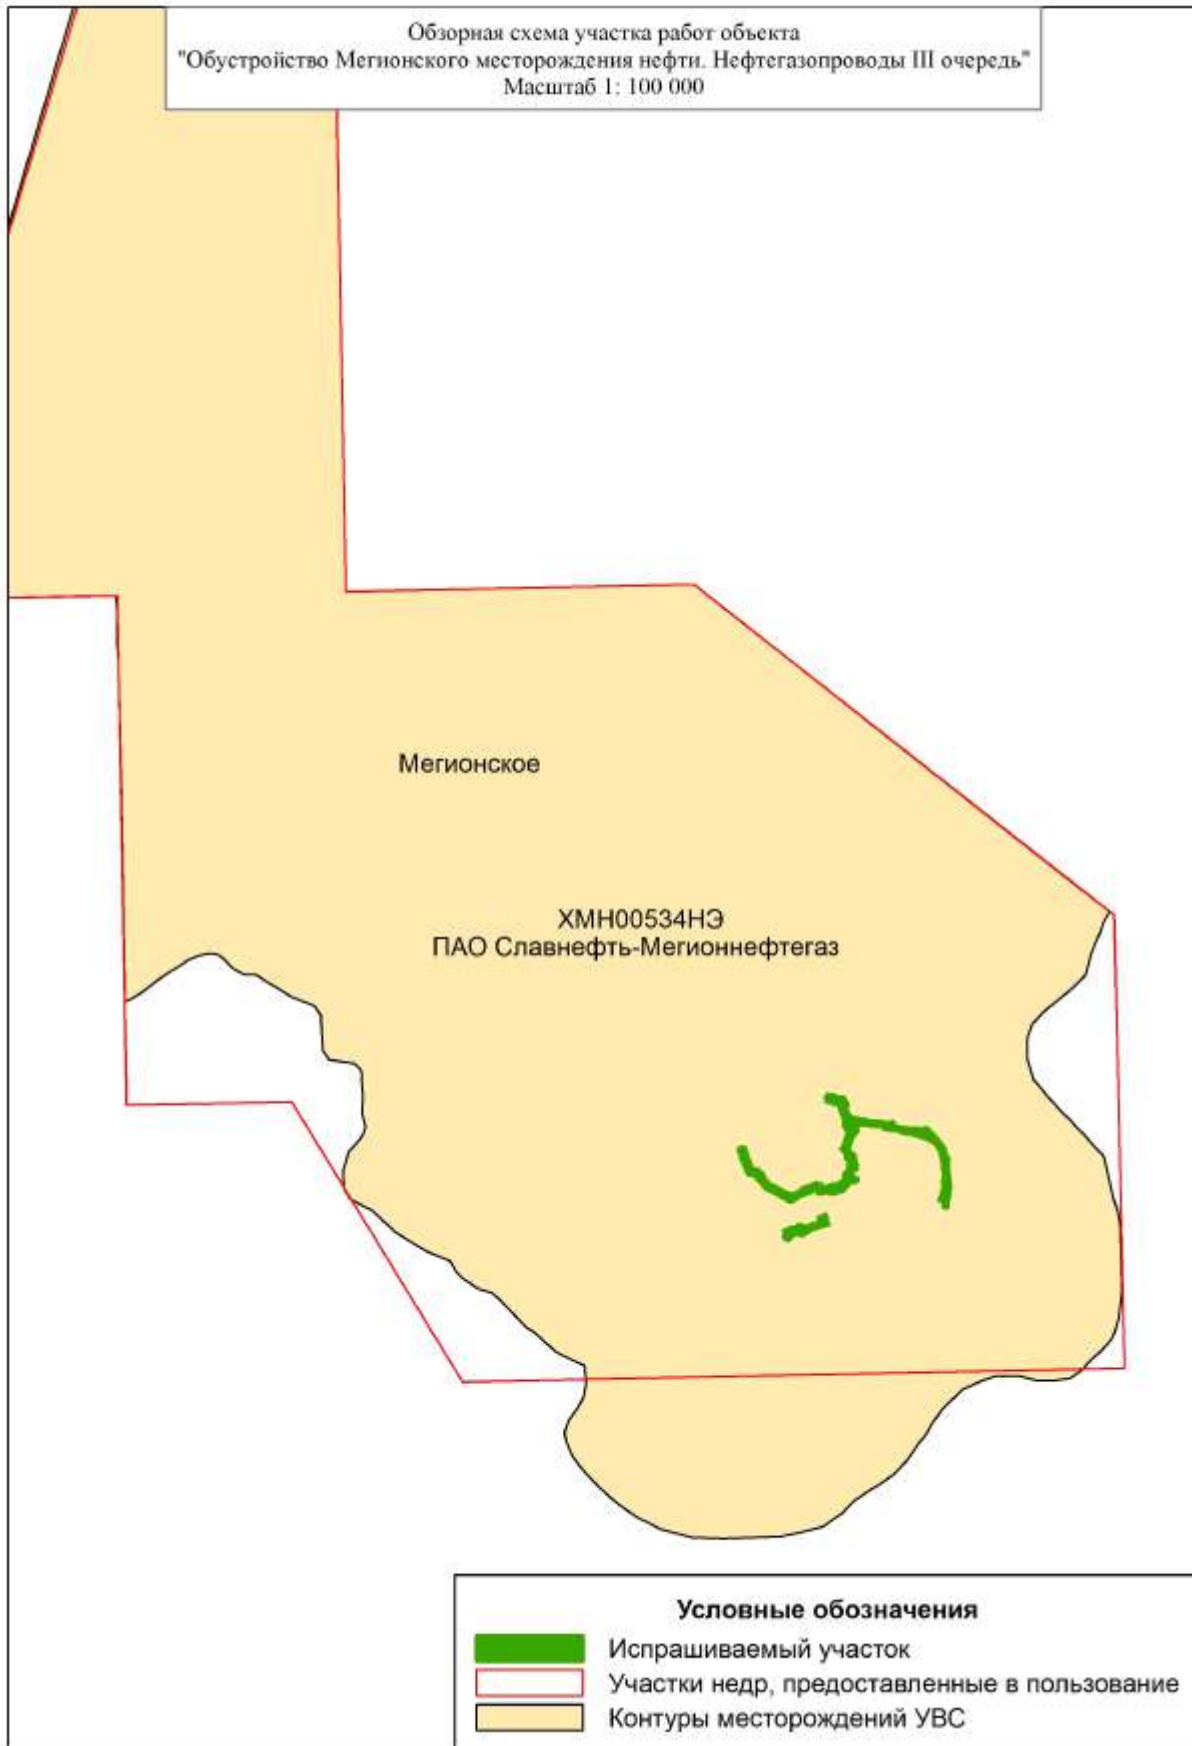 Обзорная схема участка работ объекта
"Обустройство Мегионского месторождения нефти. Нефтегазопроводы III очередь"
Масштаб 1: 100 000
Мегионское
ХМН00534НЭ
ПАО Славнефть-Мегионнефтегаз
Условные обозначения
Испрашиваемый участок
Участки недр, предоставленные в пользование
Контуры месторождений УВС